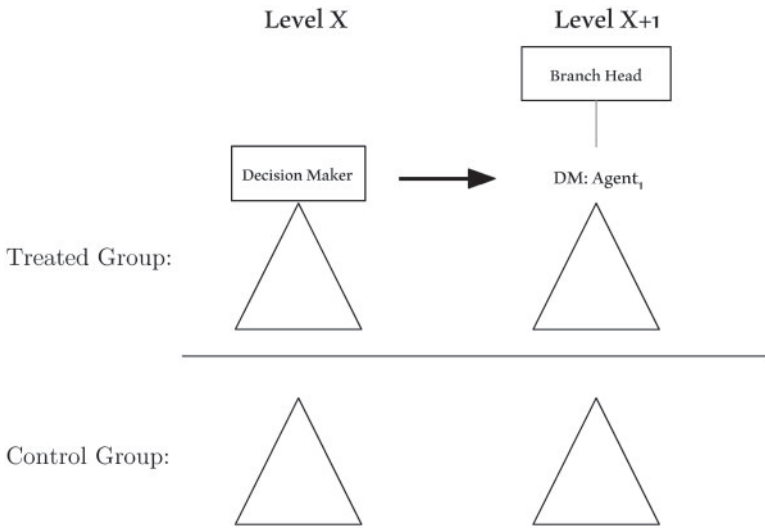 Level X
Level X+1
Branch Head
Decision Maker
DM: Agent₁
Treated Group:
Control Group: